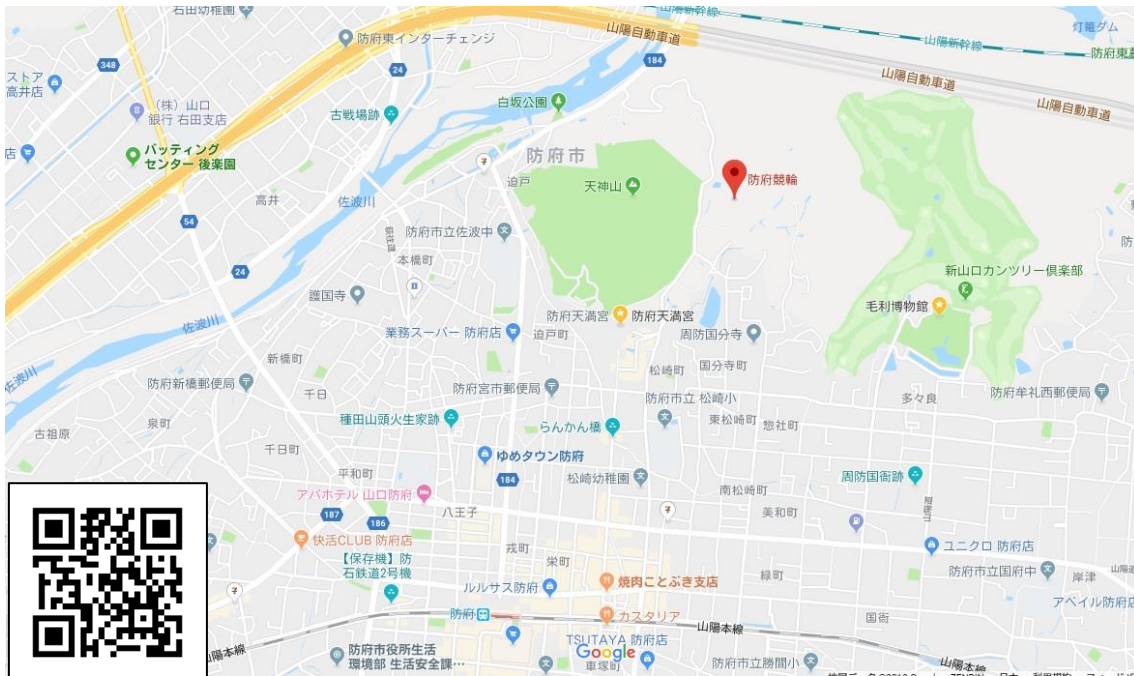 石田幼稚園
山陽新幹線
灯篭ダム
防府東インターチェンジ
山陽自動車道
山陽新幹線
348
24
184
防府東
ストア
高井店
山陽自動車道
山陽自動車道
(株)山口
銀行 右田支店
古戦場跡
白坂公園
店
バッティング
センター 後楽園
防府市
迫戸
天神山
防府競輪
高井
佐波川
54
防府市立佐波中
本橋町
24
新山口カンツリー倶楽部
護国寺
毛利博物館
防府天満宮
防府天満宮
佐波川
業務スーパー 防府店
迫戸町
周防国分寺
新橋町
松崎町
国分寺町
佐波川
防府新橋郵便局
千日
防府宮市郵便局
防府市立 松崎小
多々良
防府牟礼西郵便局
泉町
種田山頭火生家跡
らんかん橋
東松崎町
惣社町
古祖原
千日町
ゆめタウン防府
平和町
184
松崎幼稚園
周防国衙跡
アパホテル 山口防府
南松崎町
187
186
八王子
美和町
快活CLUB 防府店
戎町
ユニクロ 防府店
【保存機】防
石鉄道2号機
栄町
緑町
防府市立国府中
山陽道
岸津
ルルサス防府
焼肉ことぶき支店
アベイル防府店
防府
カスタリア
国衙
山陽本線
山陽本線
TSUTAYA 防府店
防府市役所生活
環境部 生活安全課…
Google
車塚町
防府市立勝間小
山陽本線